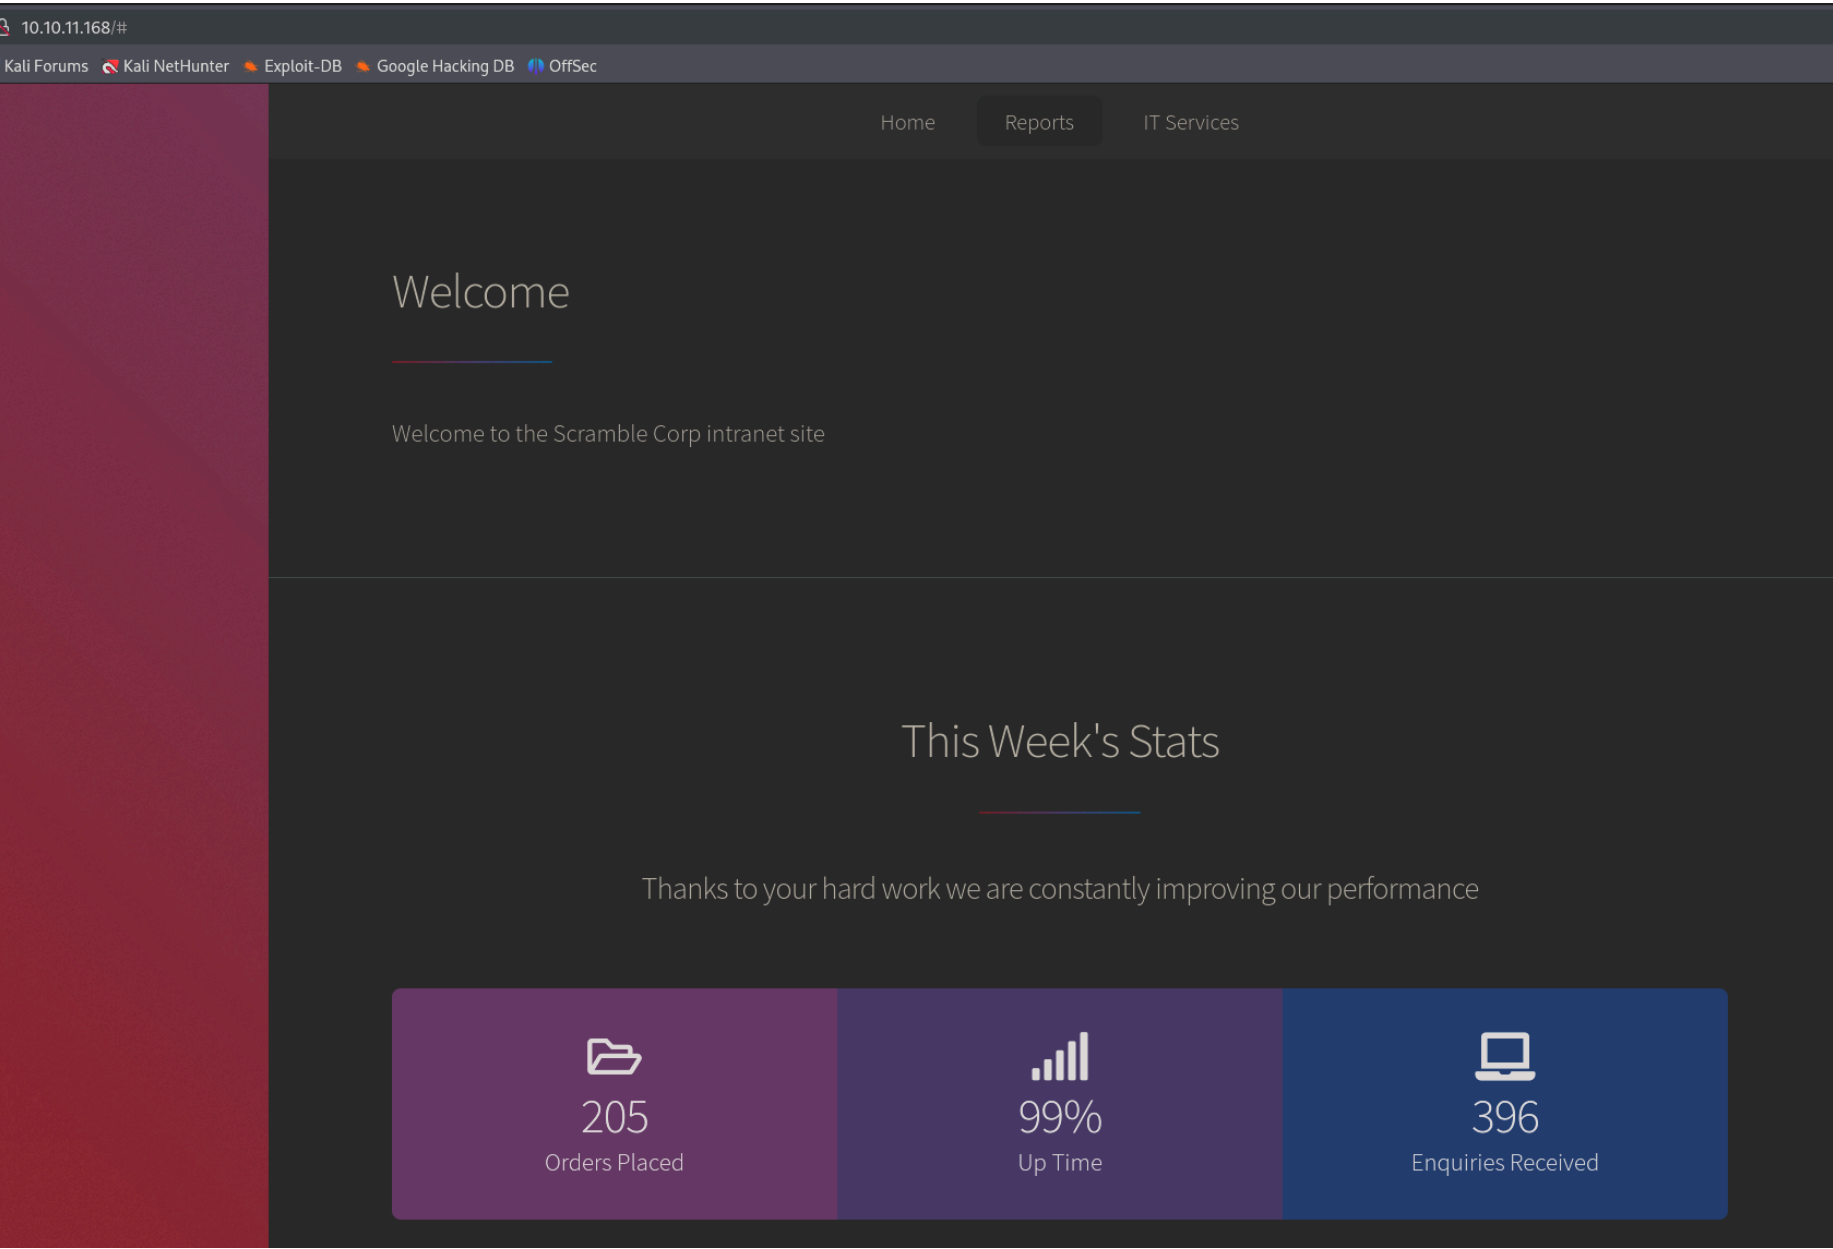 10.10.11.168/#
Kali Forums Kali NetHunter Exploit-DB Google Hacking DB OffSec
Home Reports IT Services
Welcome
Welcome to the Scramble Corp intranet site
This Week's Stats
Thanks to your hard work we are constantly improving our performance
205 99% 396
Orders Placed Up Time Enquiries Received